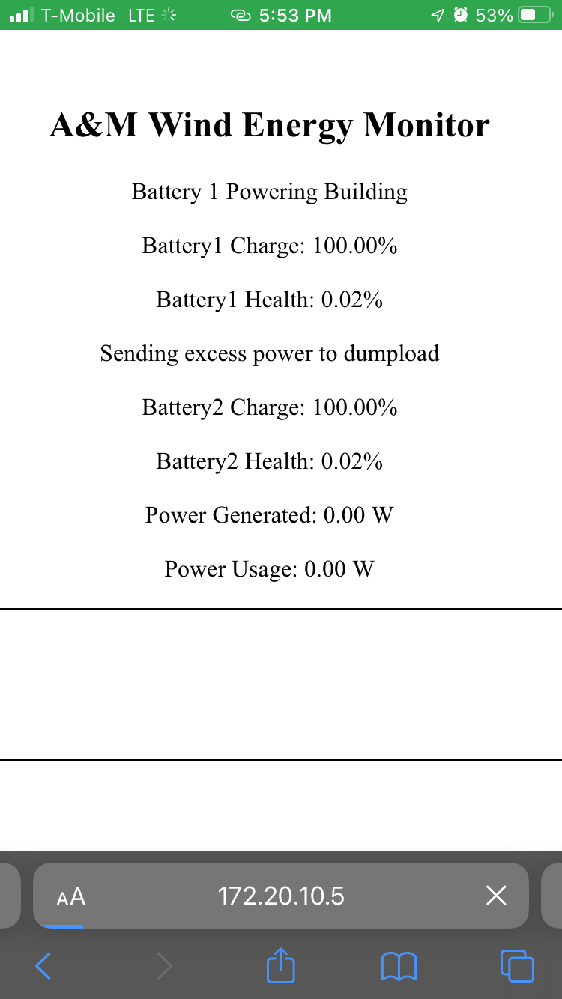 T-Mobile LTE 5:53 PM 53%
A&M Wind Energy Monitor
Battery 1 Powering Building
Battery1 Charge: 100.00%
Battery1 Health: 0.02%
Sending excess power to dumpload
Battery2 Charge: 100.00%
Battery2 Health: 0.02%
Power Generated: 0.00 W
Power Usage: 0.00 W
AA 172.20.10.5